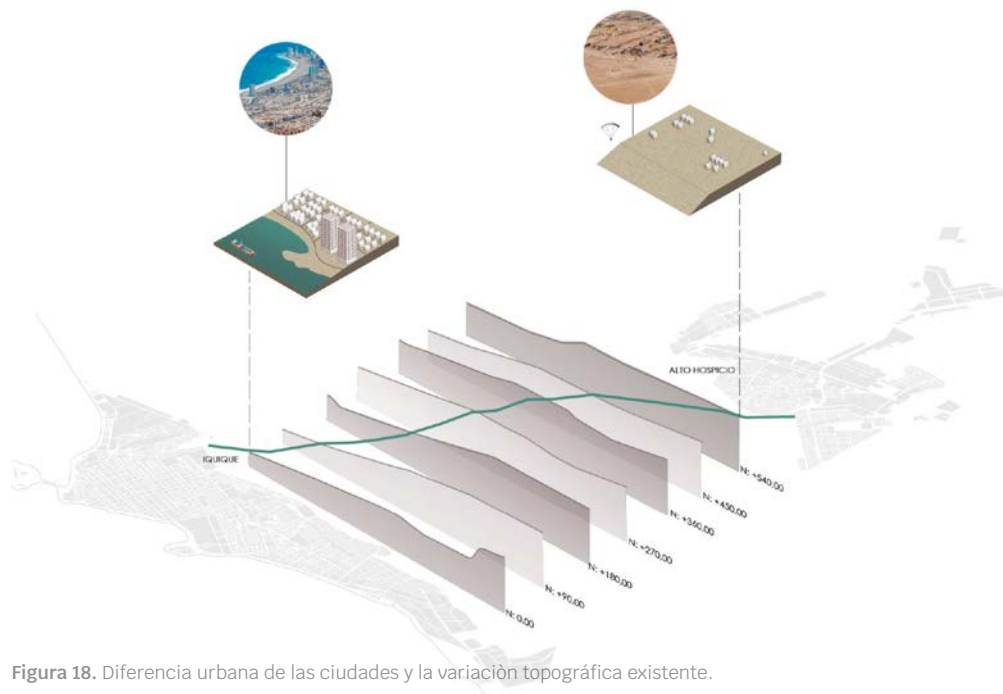 ALTO HOSPICIO
IQUIQUE
N: +540,00
N: +450,00
N: +360,00
N: +270,00
N: +180,00
N: +90,00
N: 0,00
Figura 18. Diferencia urbana de las ciudades y la variaciòn topográfica existente.